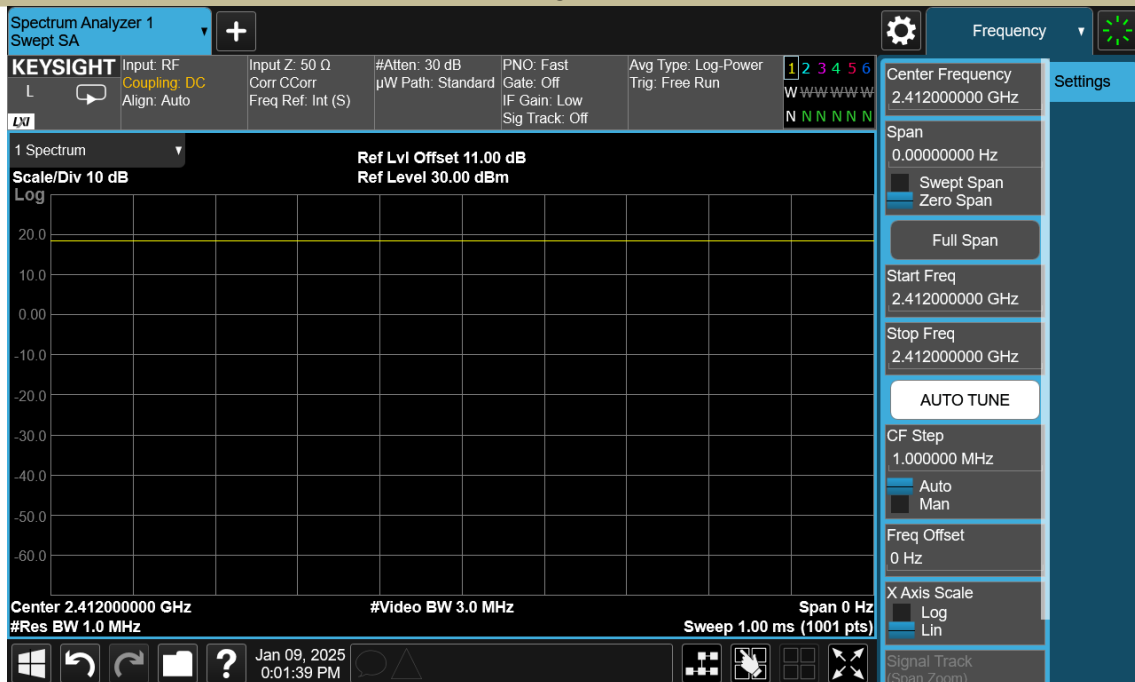 Spectrum Analyzer 1
Swept SA
Frequency
KEYSIGHT
L
LXI
Input: RF
Coupling: DC
Align: Auto
Input Z: 50 Ω
Corr CCorr
Freq Ref: Int (S)
#Atten: 30 dB
µW Path: Standard
PNO: Fast
Gate: Off
IF Gain: Low
Sig Track: Off
Avg Type: Log-Power
Trig: Free Run
1 2 3 4 5 6
W W W W W W
N N N N N N
1 Spectrum
Scale/Div 10 dB
Ref Lvl Offset 11.00 dB
Ref Level 30.00 dBm
Log
20.0
10.0
0.00
-10.0
-20.0
-30.0
-40.0
-50.0
-60.0
Center 2.412000000 GHz
#Video BW 3.0 MHz
Span 0 Hz
#Res BW 1.0 MHz
Sweep 1.00 ms (1001 pts)
?
Jan 09, 2025
0:01:39 PM
Center Frequency
2.412000000 GHz
Settings
Span
0.00000000 Hz
Swept Span
Zero Span
Full Span
Start Freq
2.412000000 GHz
Stop Freq
2.412000000 GHz
AUTO TUNE
CF Step
1.000000 MHz
Auto
Man
Freq Offset
0 Hz
X Axis Scale
Log
Lin
Signal Track
(Span Zoom)